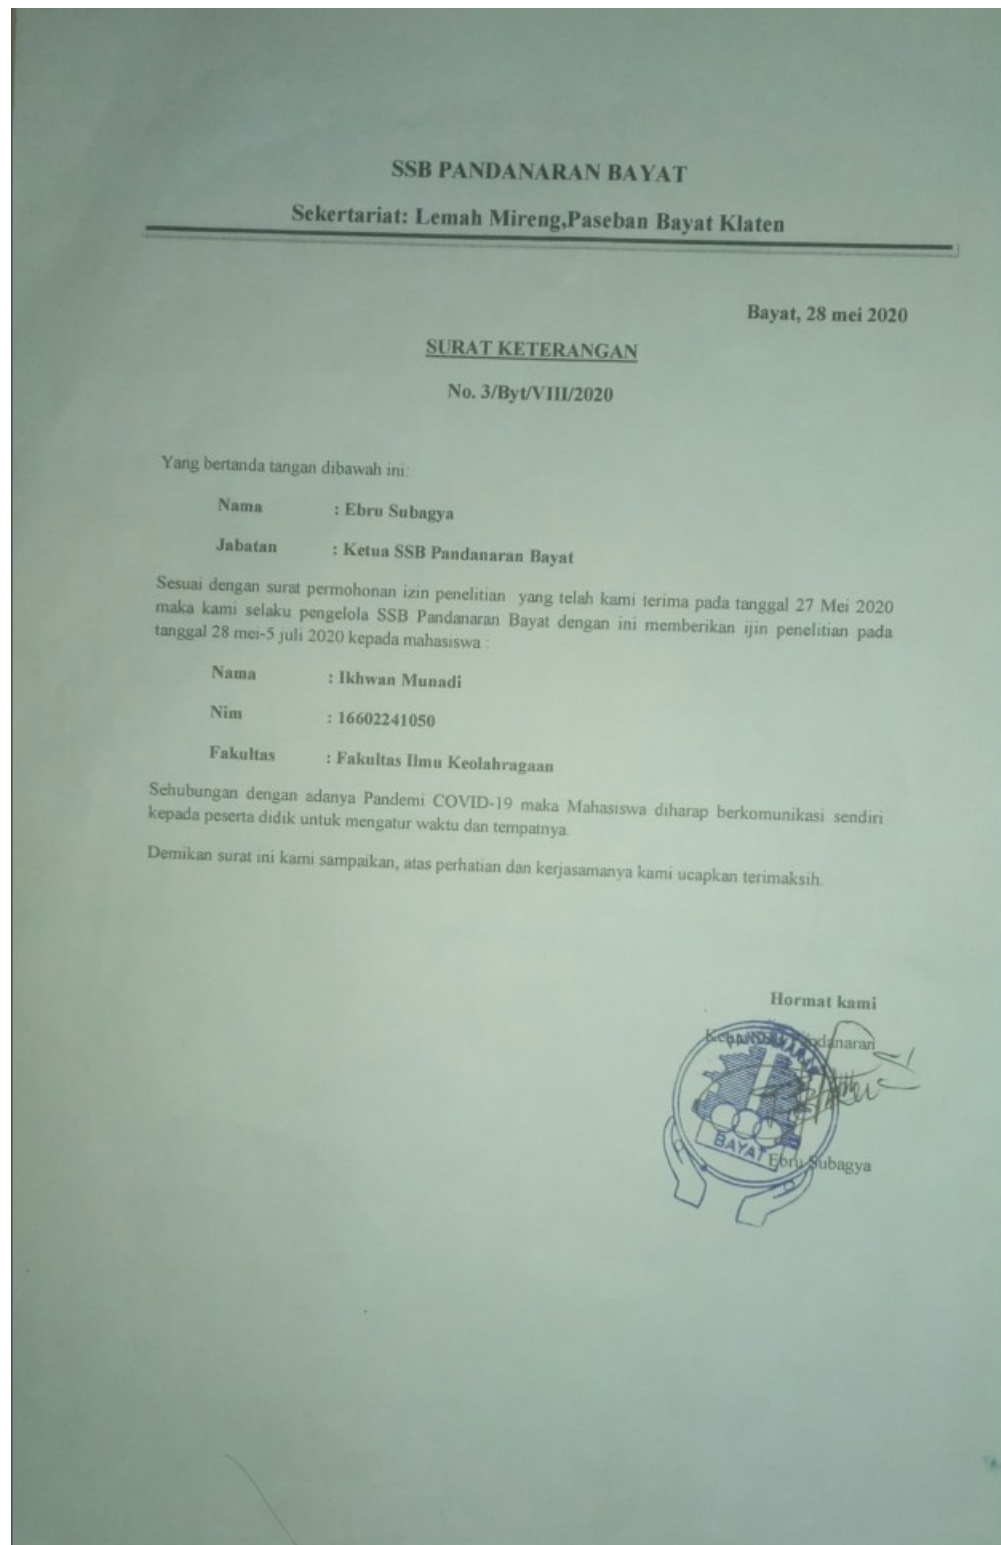 SSB PANDANARAN BAYAT
Sekertariat: Lemah Mireng,Paseban Bayat Klaten
Bayat, 28 mei 2020
SURAT KETERANGAN
No. 3/Byt/VIII/2020
Yang bertanda tangan dibawah ini:
Nama : Ebru Subagya
Jabatan : Ketua SSB Pandanaran Bayat
Sesuai dengan surat permohonan izin penelitian yang telah kami terima pada tanggal 27 Mei 2020
maka kami selaku pengelola SSB Pandanaran Bayat dengan ini memberikan ijin penelitian pada
tanggal 28 mei-5 juli 2020 kepada mahasiswa :
Nama : Ikhwan Munadi
Nim : 16602241050
Fakultas : Fakultas Ilmu Keolahragaan
Sehubungan dengan adanya Pandemi COVID-19 maka Mahasiswa diharap berkomunikasi sendiri
kepada peserta didik untuk mengatur waktu dan tempatnya.
Demikan surat ini kami sampaikan, atas perhatian dan kerjasamanya kami ucapkan terimaksih.
Hormat kami
PANDANARAN
BAYAT
Ebru Subagya